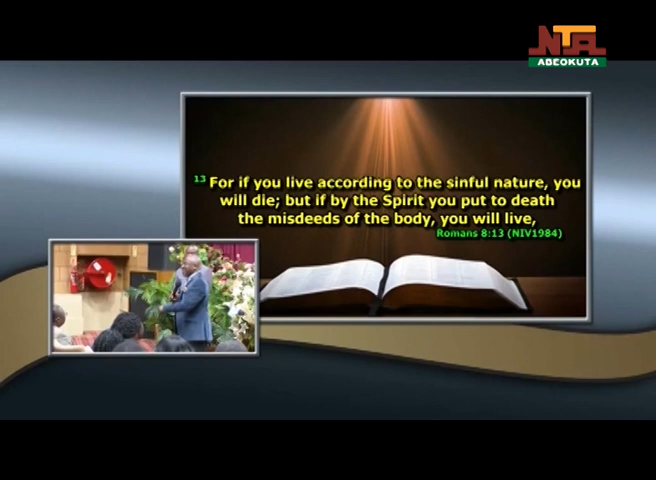 NTA
ABEOKUTA
13 For if you live according to the sinful nature, you
will die; but if by the Spirit you put to death
the misdeeds of the body, you will live,
Romans 8:13 (NIV1984)